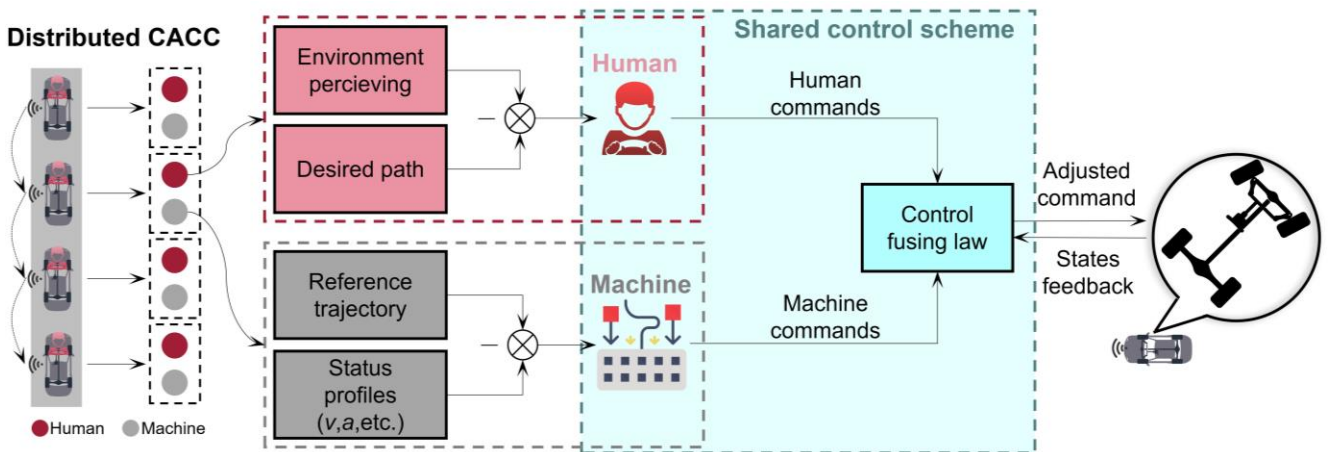 Distributed CACC
Human
Machine
Environment
percieving
Desired path
Reference
trajectory
Status
profiles
(v,a,etc.)
Shared control scheme
Human
Machine
Human
commands
Machine
commands
Control
fusing law
Adjusted
command
States
feedback